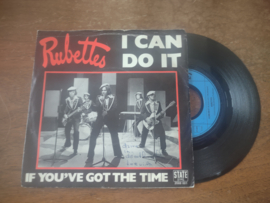 Rubettes
I CAN
DO IT
IF YOU'VE GOT THE TIME
STATE